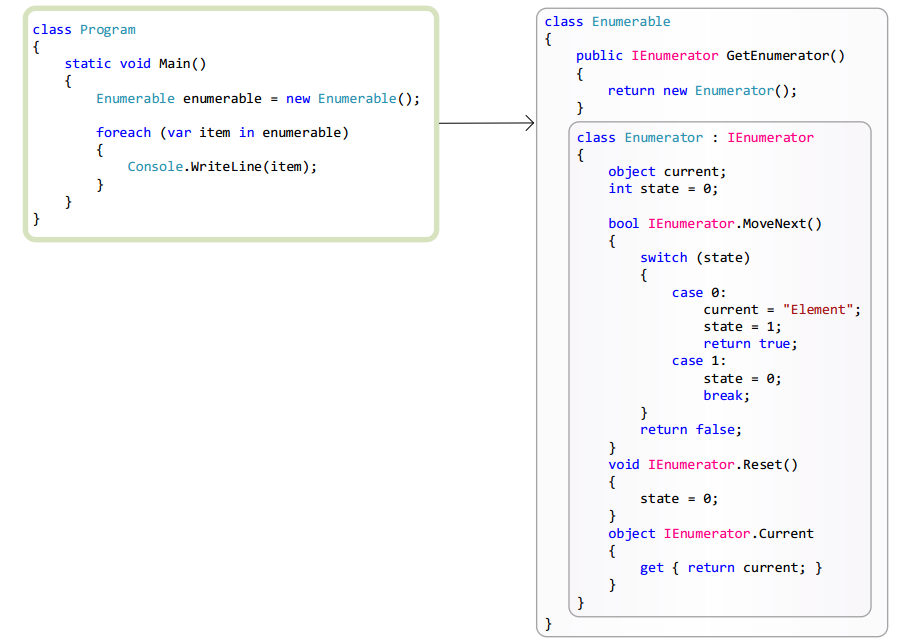 class Program
{
    static void Main()
    {
        Enumerable enumerable = new Enumerable();

        foreach (var item in enumerable)
        {
            Console.WriteLine(item);
        }
    }
}
class Enumerable
{
    public IEnumerator GetEnumerator()
    {
        return new Enumerator();
    }
    class Enumerator : IEnumerator
    {
        object current;
        int state = 0;

        bool IEnumerator.MoveNext()
        {
            switch (state)
            {
                case 0:
                    current = "Element";
                    state = 1;
                    return true;
                case 1:
                    state = 0;
                    break;
            }
            return false;
        }
        void IEnumerator.Reset()
        {
            state = 0;
        }
        object IEnumerator.Current
        {
            get { return current; }
        }
    }
}